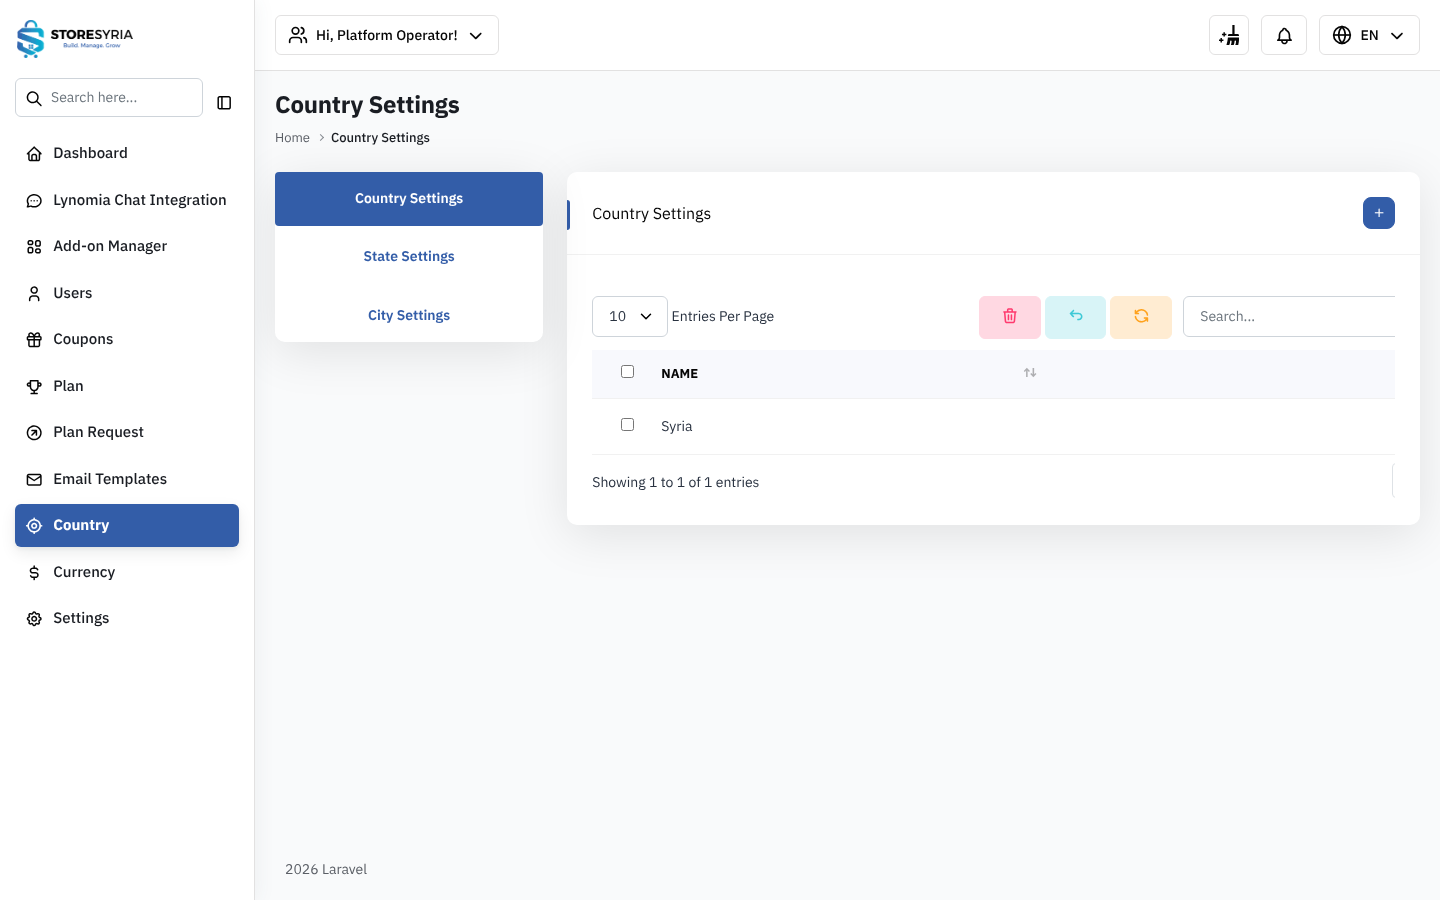 STORESYRIA
Build. Manage. Grow
Hi, Platform Operator!
EN
Search here...
Dashboard
Lynomia Chat Integration
Add-on Manager
Users
Coupons
Plan
Plan Request
Email Templates
Country
Currency
Settings
Country Settings
Home
Country Settings
Country Settings
State Settings
City Settings
Country Settings
+
10
Entries Per Page
Search...
NAME
Syria
Showing 1 to 1 of 1 entries
2026 Laravel